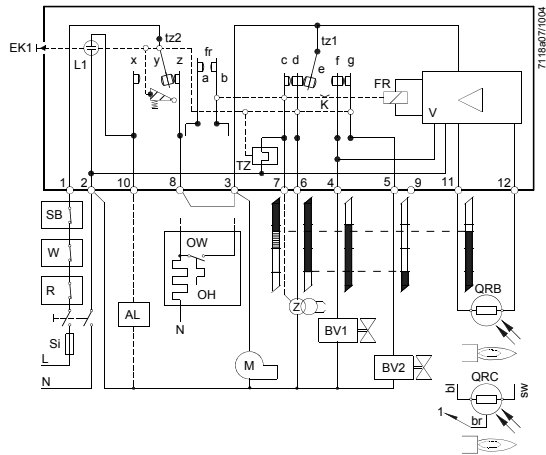 7118a07/1004
EK1
L1
tz2
fr
tz1
x y z
a b
c d e f g
K
FR
V
TZ
1 2 10 8 3 7 6 4 5 9 11 12
SB
W
R
Si
L
N
AL
OW
OH
N
M
Z
BV1
BV2
QRB
QRC
bl
sw
br
1